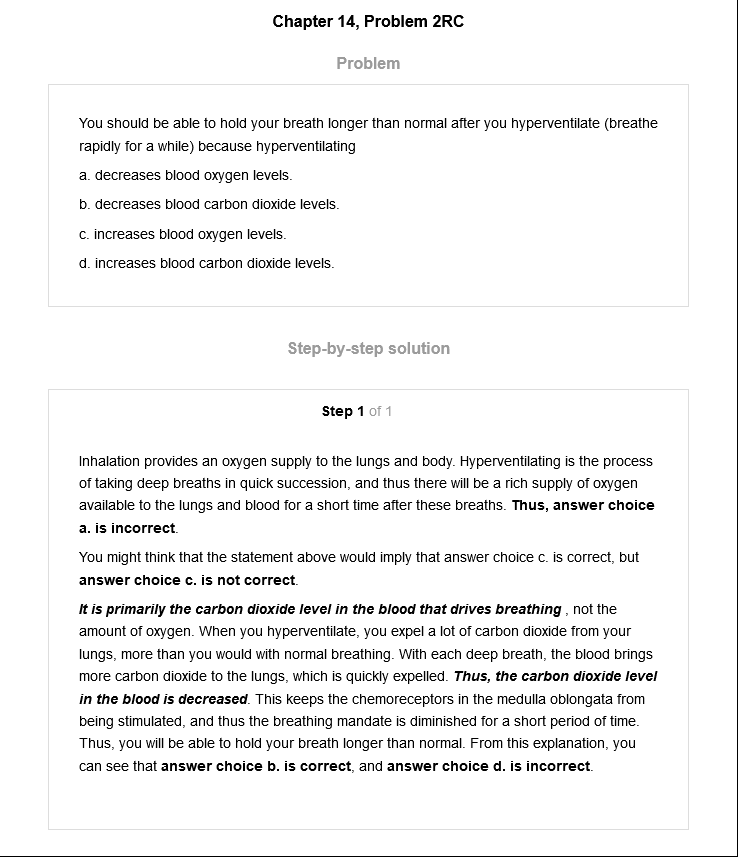 Chapter 14, Problem 2RC
Problem
You should be able to hold your breath longer than normal after you hyperventilate (breathe
rapidly for a while) because hyperventilating
a. decreases blood oxygen levels.
b. decreases blood carbon dioxide levels.
c. increases blood oxygen levels.
d. increases blood carbon dioxide levels.
Step-by-step solution
Step 1 of 1
Inhalation provides an oxygen supply to the lungs and body. Hyperventilating is the process
of taking deep breaths in quick succession, and thus there will be a rich supply of oxygen
available to the lungs and blood for a short time after these breaths. Thus, answer choice
a. is incorrect.
You might think that the statement above would imply that answer choice c. is correct, but
answer choice c. is not correct.
It is primarily the carbon dioxide level in the blood that drives breathing , not the
amount of oxygen. When you hyperventilate, you expel a lot of carbon dioxide from your
lungs, more than you would with normal breathing. With each deep breath, the blood brings
more carbon dioxide to the lungs, which is quickly expelled. Thus, the carbon dioxide level
in the blood is decreased. This keeps the chemoreceptors in the medulla oblongata from
being stimulated, and thus the breathing mandate is diminished for a short period of time.
Thus, you will be able to hold your breath longer than normal. From this explanation, you
can see that answer choice b. is correct, and answer choice d. is incorrect.